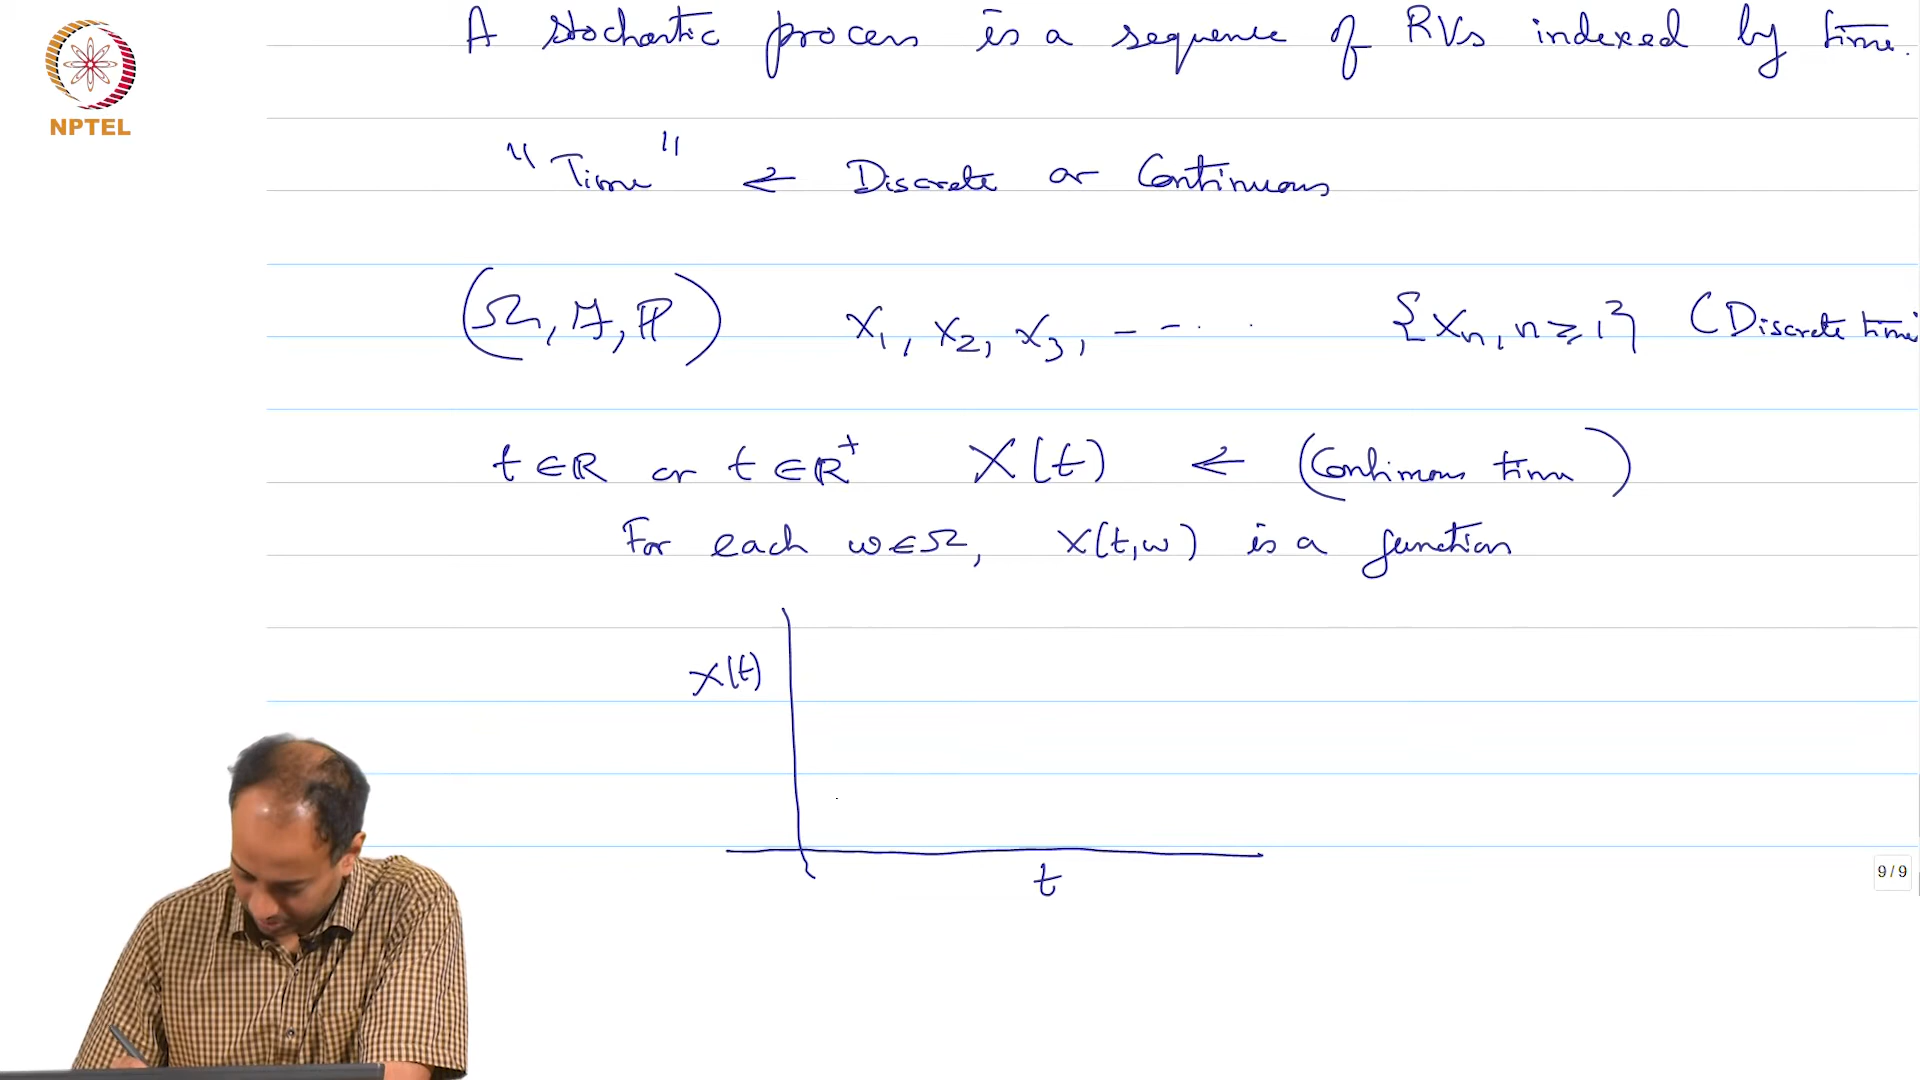 A stochastic process is a sequence of RVs indexed by time.
NPTEL
"Time" ← Discrete or Continuous
(Ω, F, P) X₁, X₂, X₃, ----- {Xₙ, n ≥ 1} (Discrete time
t ∈ ℝ or t ∈ ℝ⁺ X(t) ← (Continuous time)
For each ω ∈ Ω, X(t, ω) is a function
X(t)
t
9 / 9